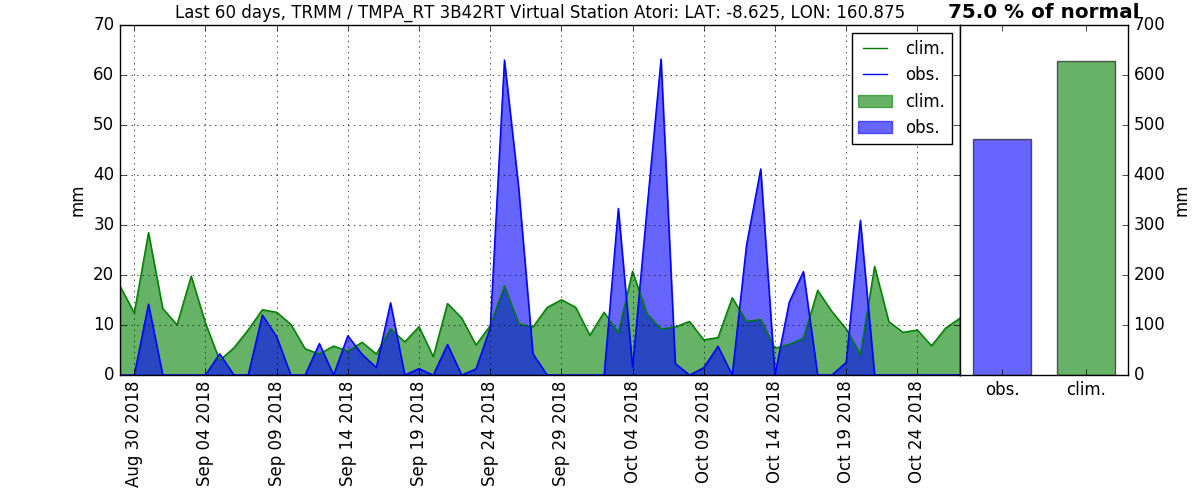 Last 60 days, TRMM / TMPA_RT 3B42RT Virtual Station Atori: LAT: -8.625, LON: 160.875
75.0 % of normal
70
60
50
40
30
20
10
0
mm
clim.
obs.
clim.
obs.
Aug 30 2018
Sep 04 2018
Sep 09 2018
Sep 14 2018
Sep 19 2018
Sep 24 2018
Sep 29 2018
Oct 04 2018
Oct 09 2018
Oct 14 2018
Oct 19 2018
Oct 24 2018
700
600
500
400
300
200
100
0
mm
obs.
clim.